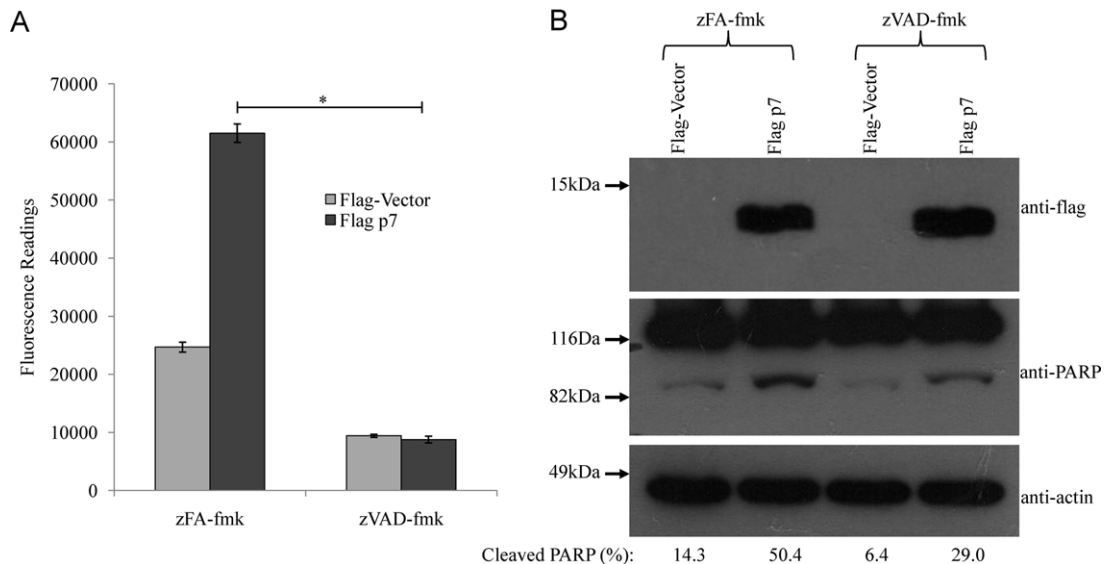 A
70000
60000
50000
40000
30000
20000
10000
0
Fluorescence Readings
*
Flag-Vector
Flag p7
zFA-fmk
zVAD-fmk
B
zFA-fmk
zVAD-fmk
Flag-Vector
Flag p7
Flag-Vector
Flag p7
15kDa
anti-flag
116Da
82kDa
anti-PARP
49kDa
anti-actin
Cleaved PARP (%): 14.3 50.4 6.4 29.0